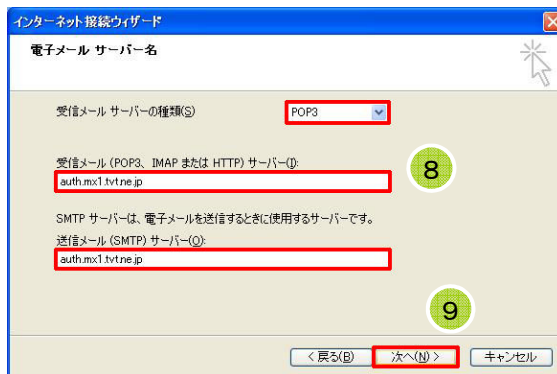 インターネット接続ウィザード
電子メール サーバー名
受信メール サーバーの種類(S)
POP3
受信メール (POP3、IMAP または HTTP) サーバー(I):
8
auth.mx1.tvt.ne.jp
SMTP サーバーは、電子メールを送信するときに使用するサーバーです。
送信メール (SMTP) サーバー(O):
auth.mx1.tvt.ne.jp
9
< 戻る(B)
次へ(N) >
キャンセル